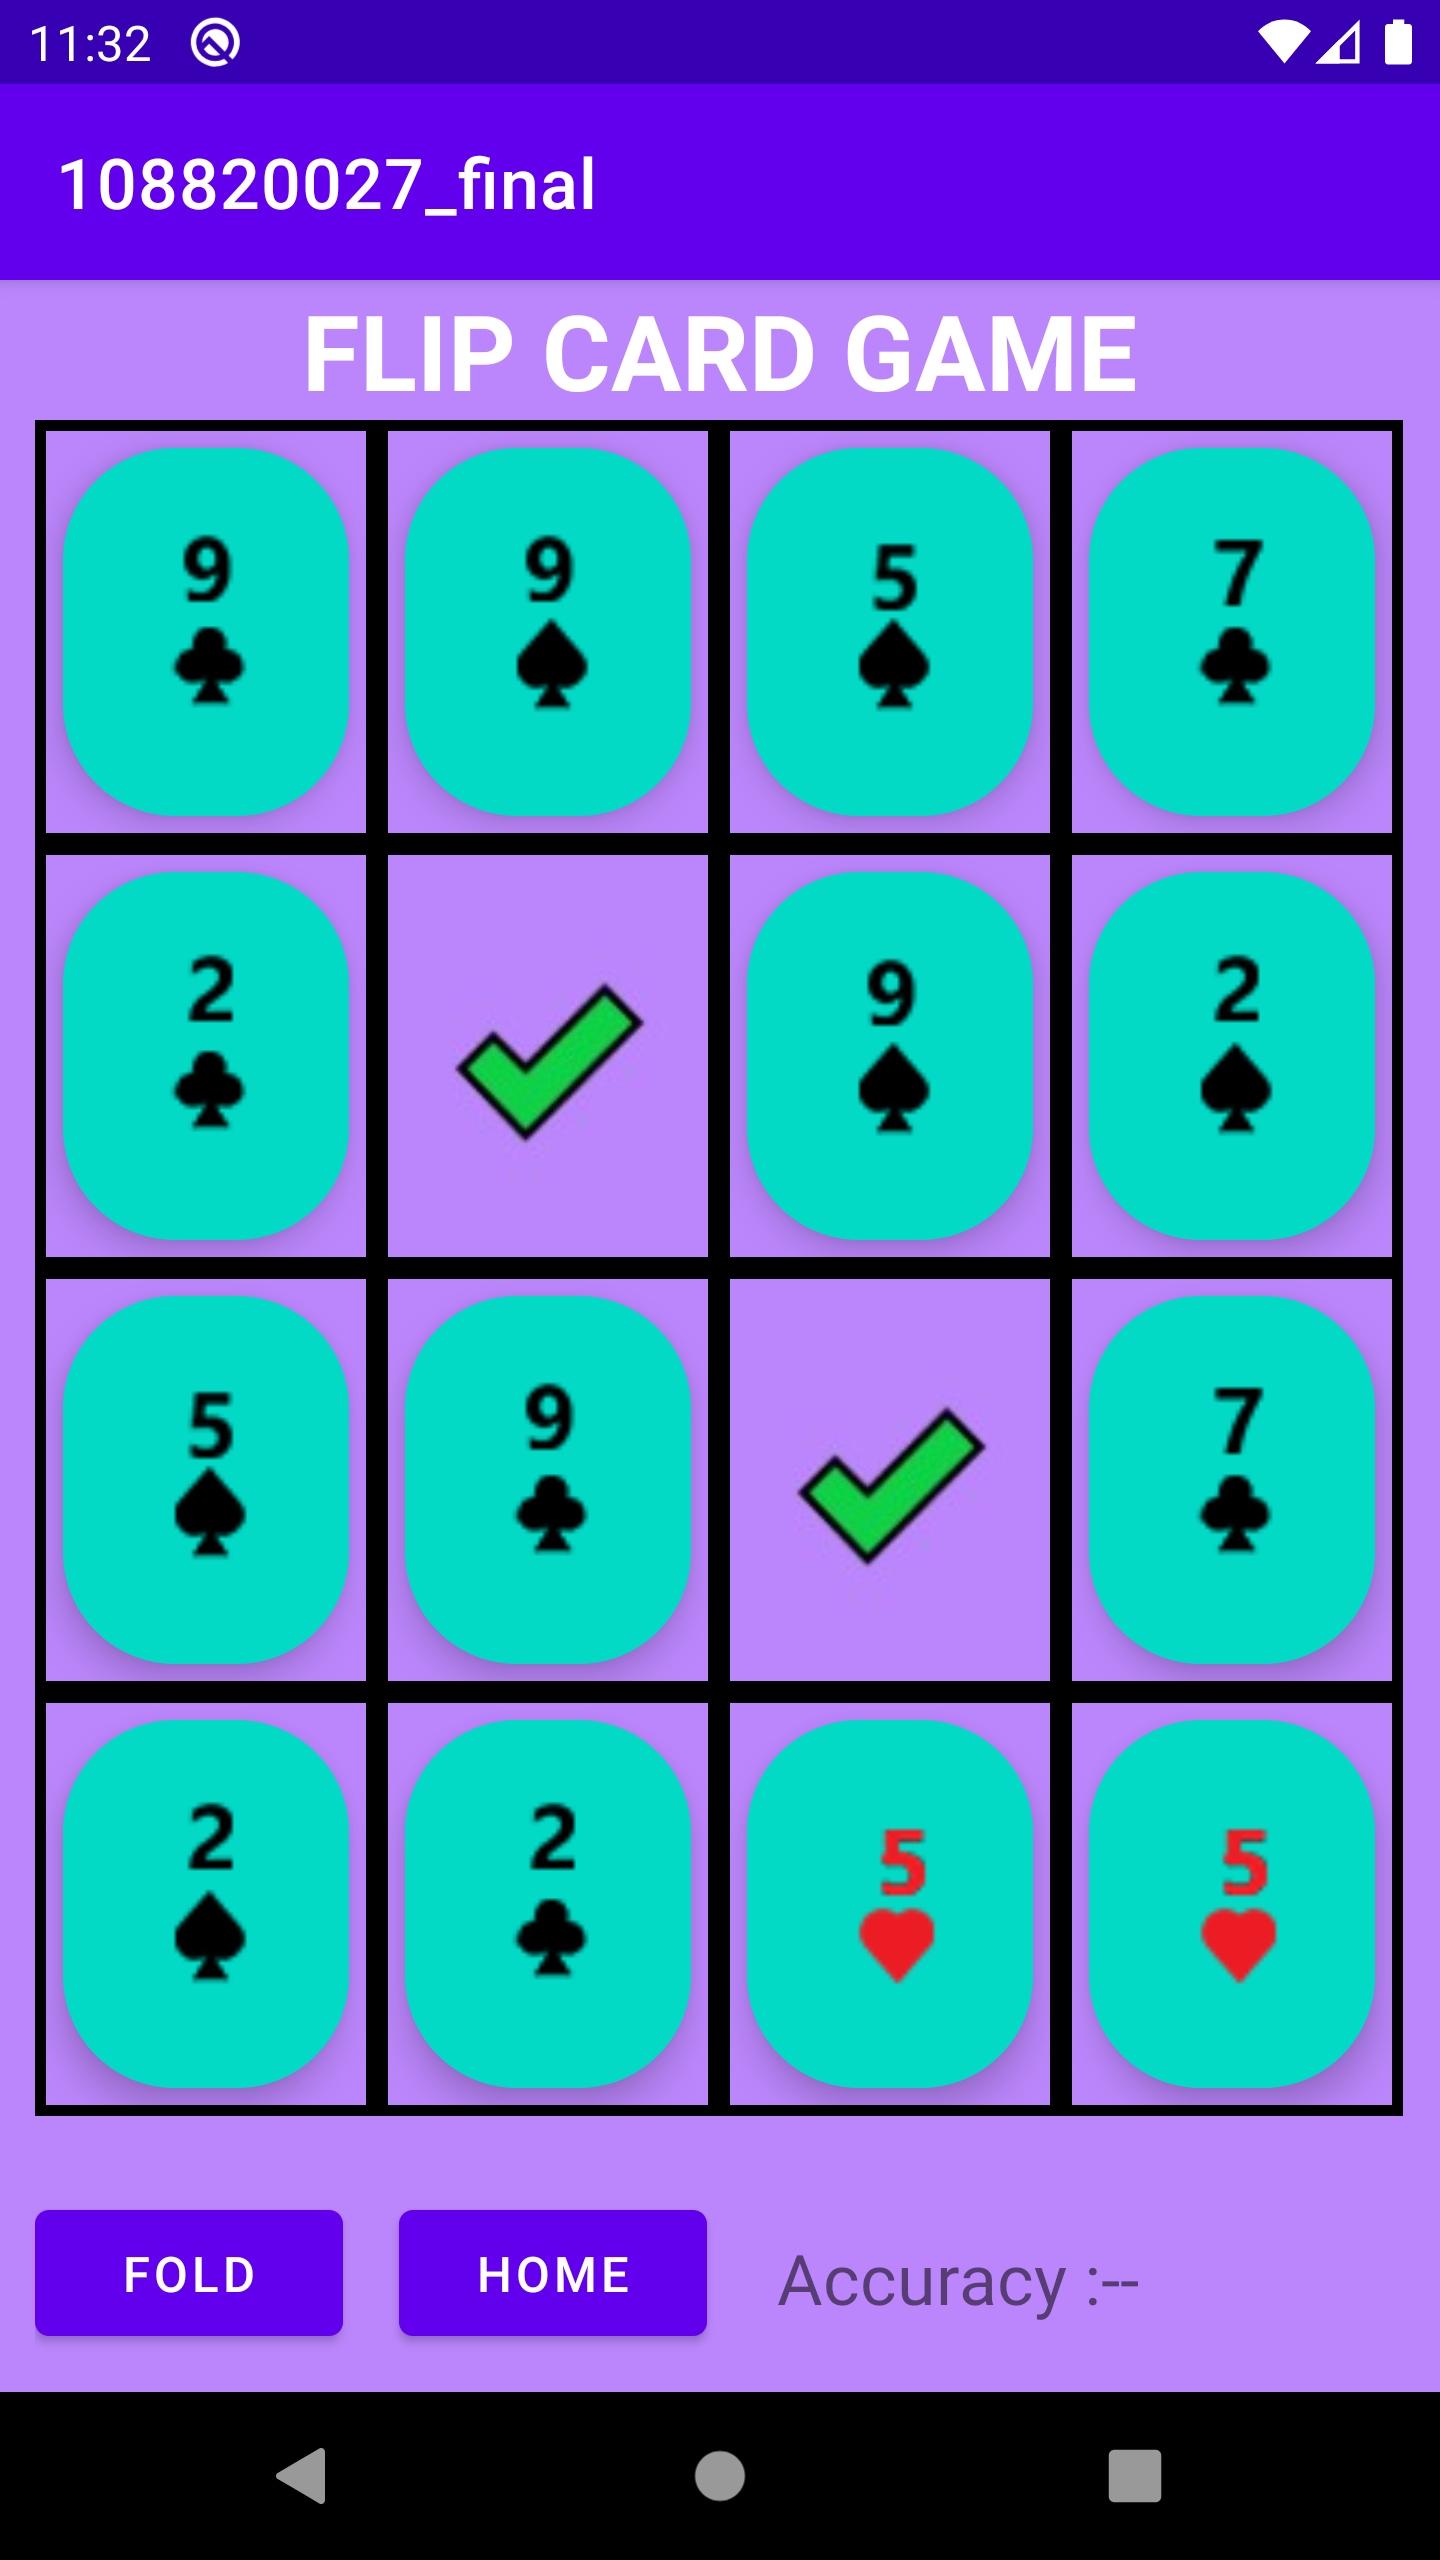 11:32
108820027_final
FLIP CARD GAME
9 9 5 7
2 9 2
5 9 7
2 2 5 5
FOLD HOME Accuracy :--